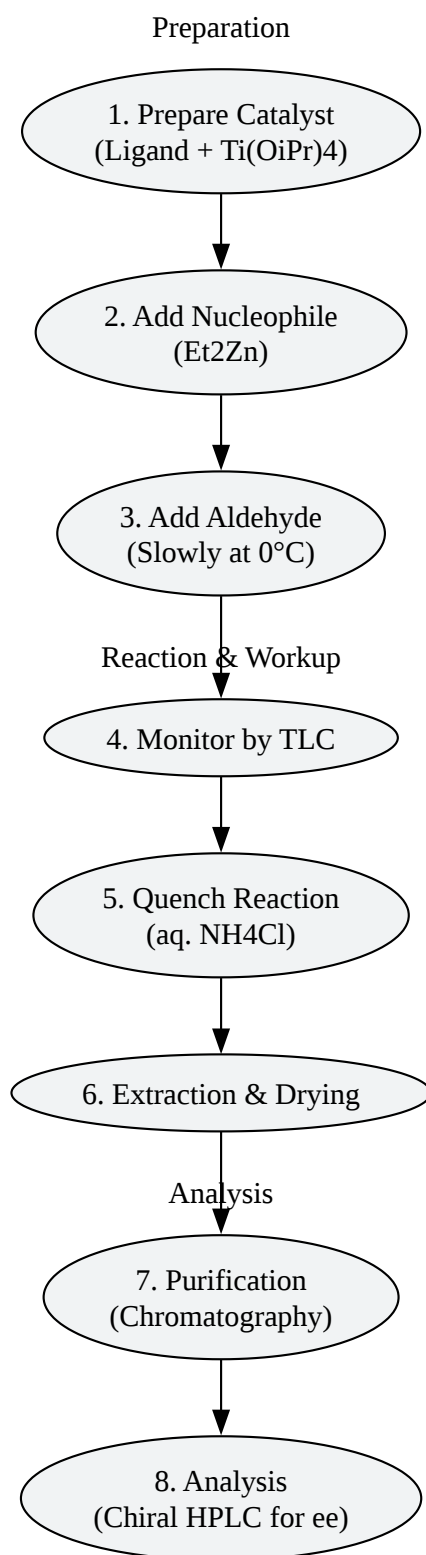 Preparation
1. Prepare Catalyst
(Ligand + Ti(OiPr)4)
2. Add Nucleophile
(Et2Zn)
3. Add Aldehyde
(Slowly at 0°C)
Reaction & Workup
4. Monitor by TLC
5. Quench Reaction
(aq. NH4Cl)
6. Extraction & Drying
Analysis
7. Purification
(Chromatography)
8. Analysis
(Chiral HPLC for ee)